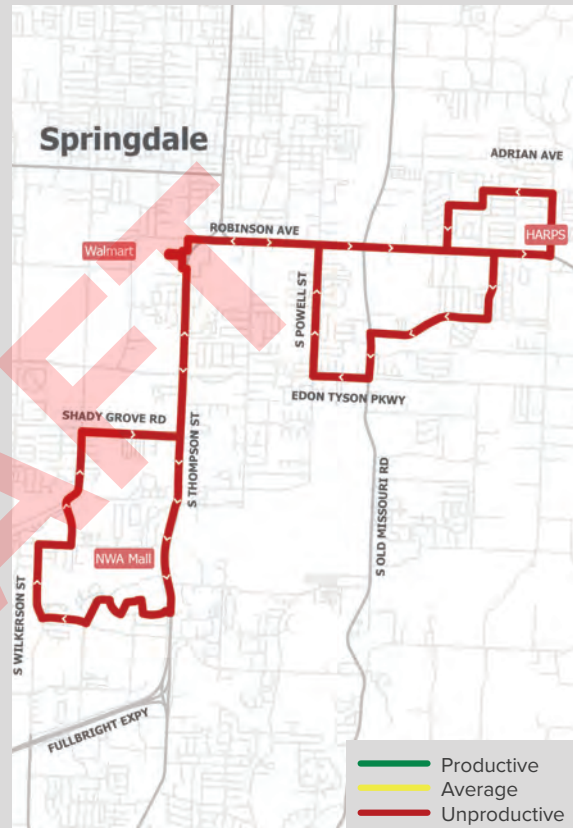 Springdale
ADRIAN AVE
ROBINSON AVE
HARPS
Walmart
S POWELL ST
EDON TYSON PKWY
SHADY GROVE RD
S THOMPSON ST
S OLD MISSOURI RD
NWA Mall
S WILKERSON ST
FULLBRIGHT EXPY
Productive
Average
Unproductive